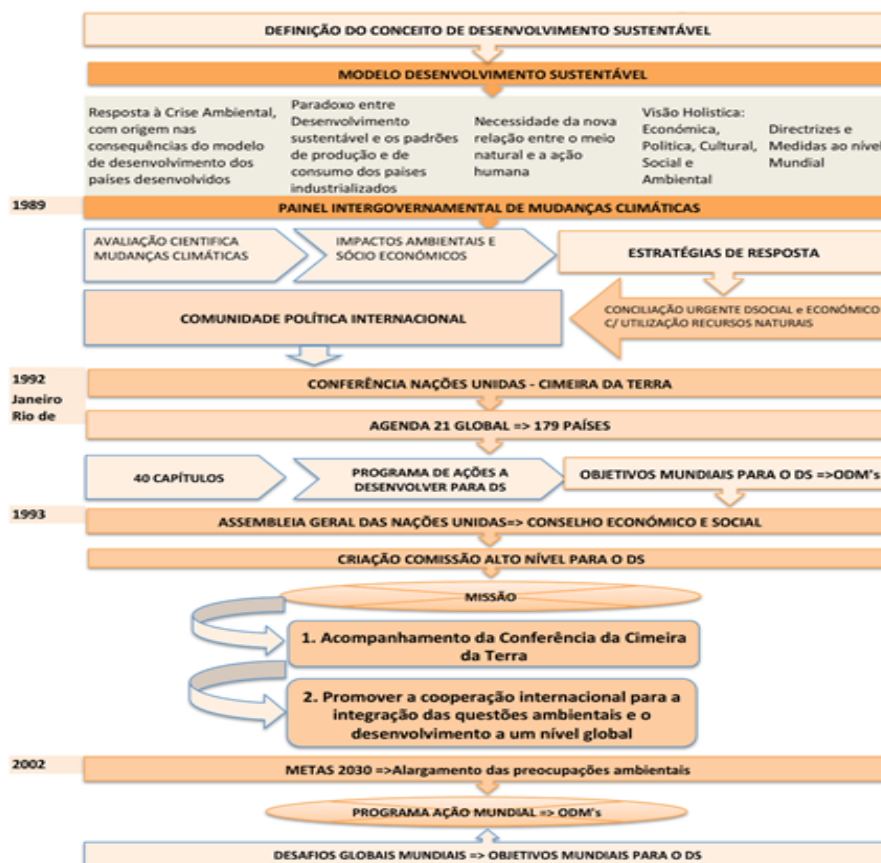 DEFINIÇÃO DO CONCEITO DE DESENVOLVIMENTO SUSTENTÁVEL
MODELO DESENVOLVIMENTO SUSTENTÁVEL
Resposta à Crise Ambiental,
com origem nas
consequências do modelo
de desenvolvimento dos
países desenvolvidos
Paradoxo entre
Desenvolvimento
sustentável e os padrões
de produção e de
consumo dos países
industrializados
Necessidade da nova
relação entre o meio
natural e a ação
humana
Visão Holistica:
Económica,
Politica, Cultural,
Social e
Ambiental
Directrizes e
Medidas ao nível
Mundial
1989
PAINEL INTERGOVERNAMENTAL DE MUDANÇAS CLIMÁTICAS
AVALIAÇÃO CIENTIFICA
MUDANÇAS CLIMÁTICAS
IMPACTOS AMBIENTAIS E
SÓCIO ECONÓMICOS
ESTRATÉGIAS DE RESPOSTA
COMUNIDADE POLÍTICA INTERNACIONAL
CONCILIAÇÃO URGENTE DSOCIAL e ECONÓMICO
C/ UTILIZAÇÃO RECURSOS NATURAIS
1992
Janeiro
Rio de
CONFERÊNCIA NAÇÕES UNIDAS - CIMEIRA DA TERRA
AGENDA 21 GLOBAL => 179 PAÍSES
40 CAPÍTULOS
PROGRAMA DE AÇÕES A
DESENVOLVER PARA DS
OBJETIVOS MUNDIAIS PARA O DS =>ODM's
1993
ASSEMBLEIA GERAL DAS NAÇÕES UNIDAS=> CONSELHO ECONÓMICO E SOCIAL
CRIAÇÃO COMISSÃO ALTO NÍVEL PARA O DS
MISSÃO
1. Acompanhamento da Conferência da Cimeira
da Terra
2. Promover a cooperação internacional para a
integração das questões ambientais e o
desenvolvimento a um nível global
2002
METAS 2030 =>Alargamento das preocupações ambientais
PROGRAMA AÇÃO MUNDIAL => ODM's
DESAFIOS GLOBAIS MUNDIAIS => OBJETIVOS MUNDIAIS PARA O DS